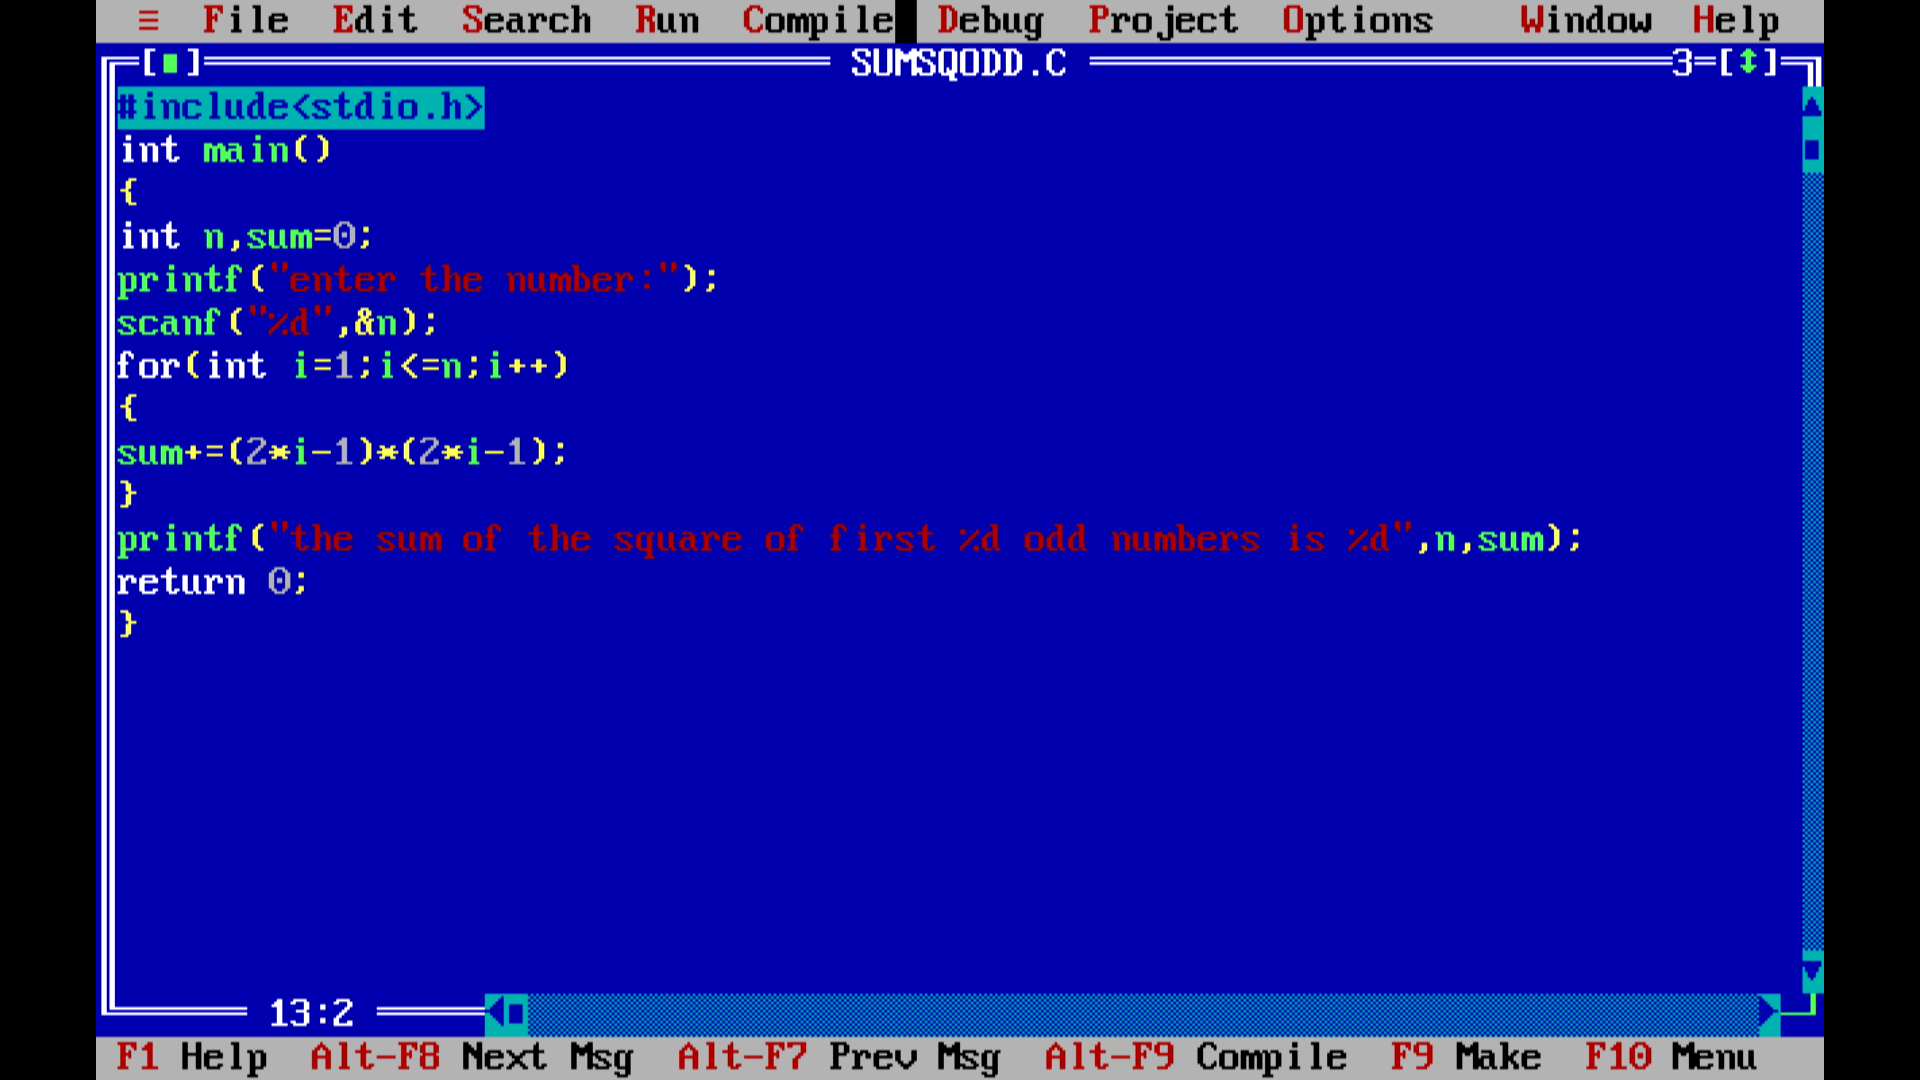 ≡ File Edit Search Run Compile Debug Project Options Window Help
[■] SUMSQODD.C 3=[↕]
#include<stdio.h>
int main()
{
int n,sum=0;
printf("enter the number:");
scanf("%d",&n);
for(int i=1;i<=n;i++)
{
sum+=(2*i-1)*(2*i-1);
}
printf("the sum of the square of first %d odd numbers is %d",n,sum);
return 0;
}
13:2
F1 Help Alt-F8 Next Msg Alt-F7 Prev Msg Alt-F9 Compile F9 Make F10 Menu